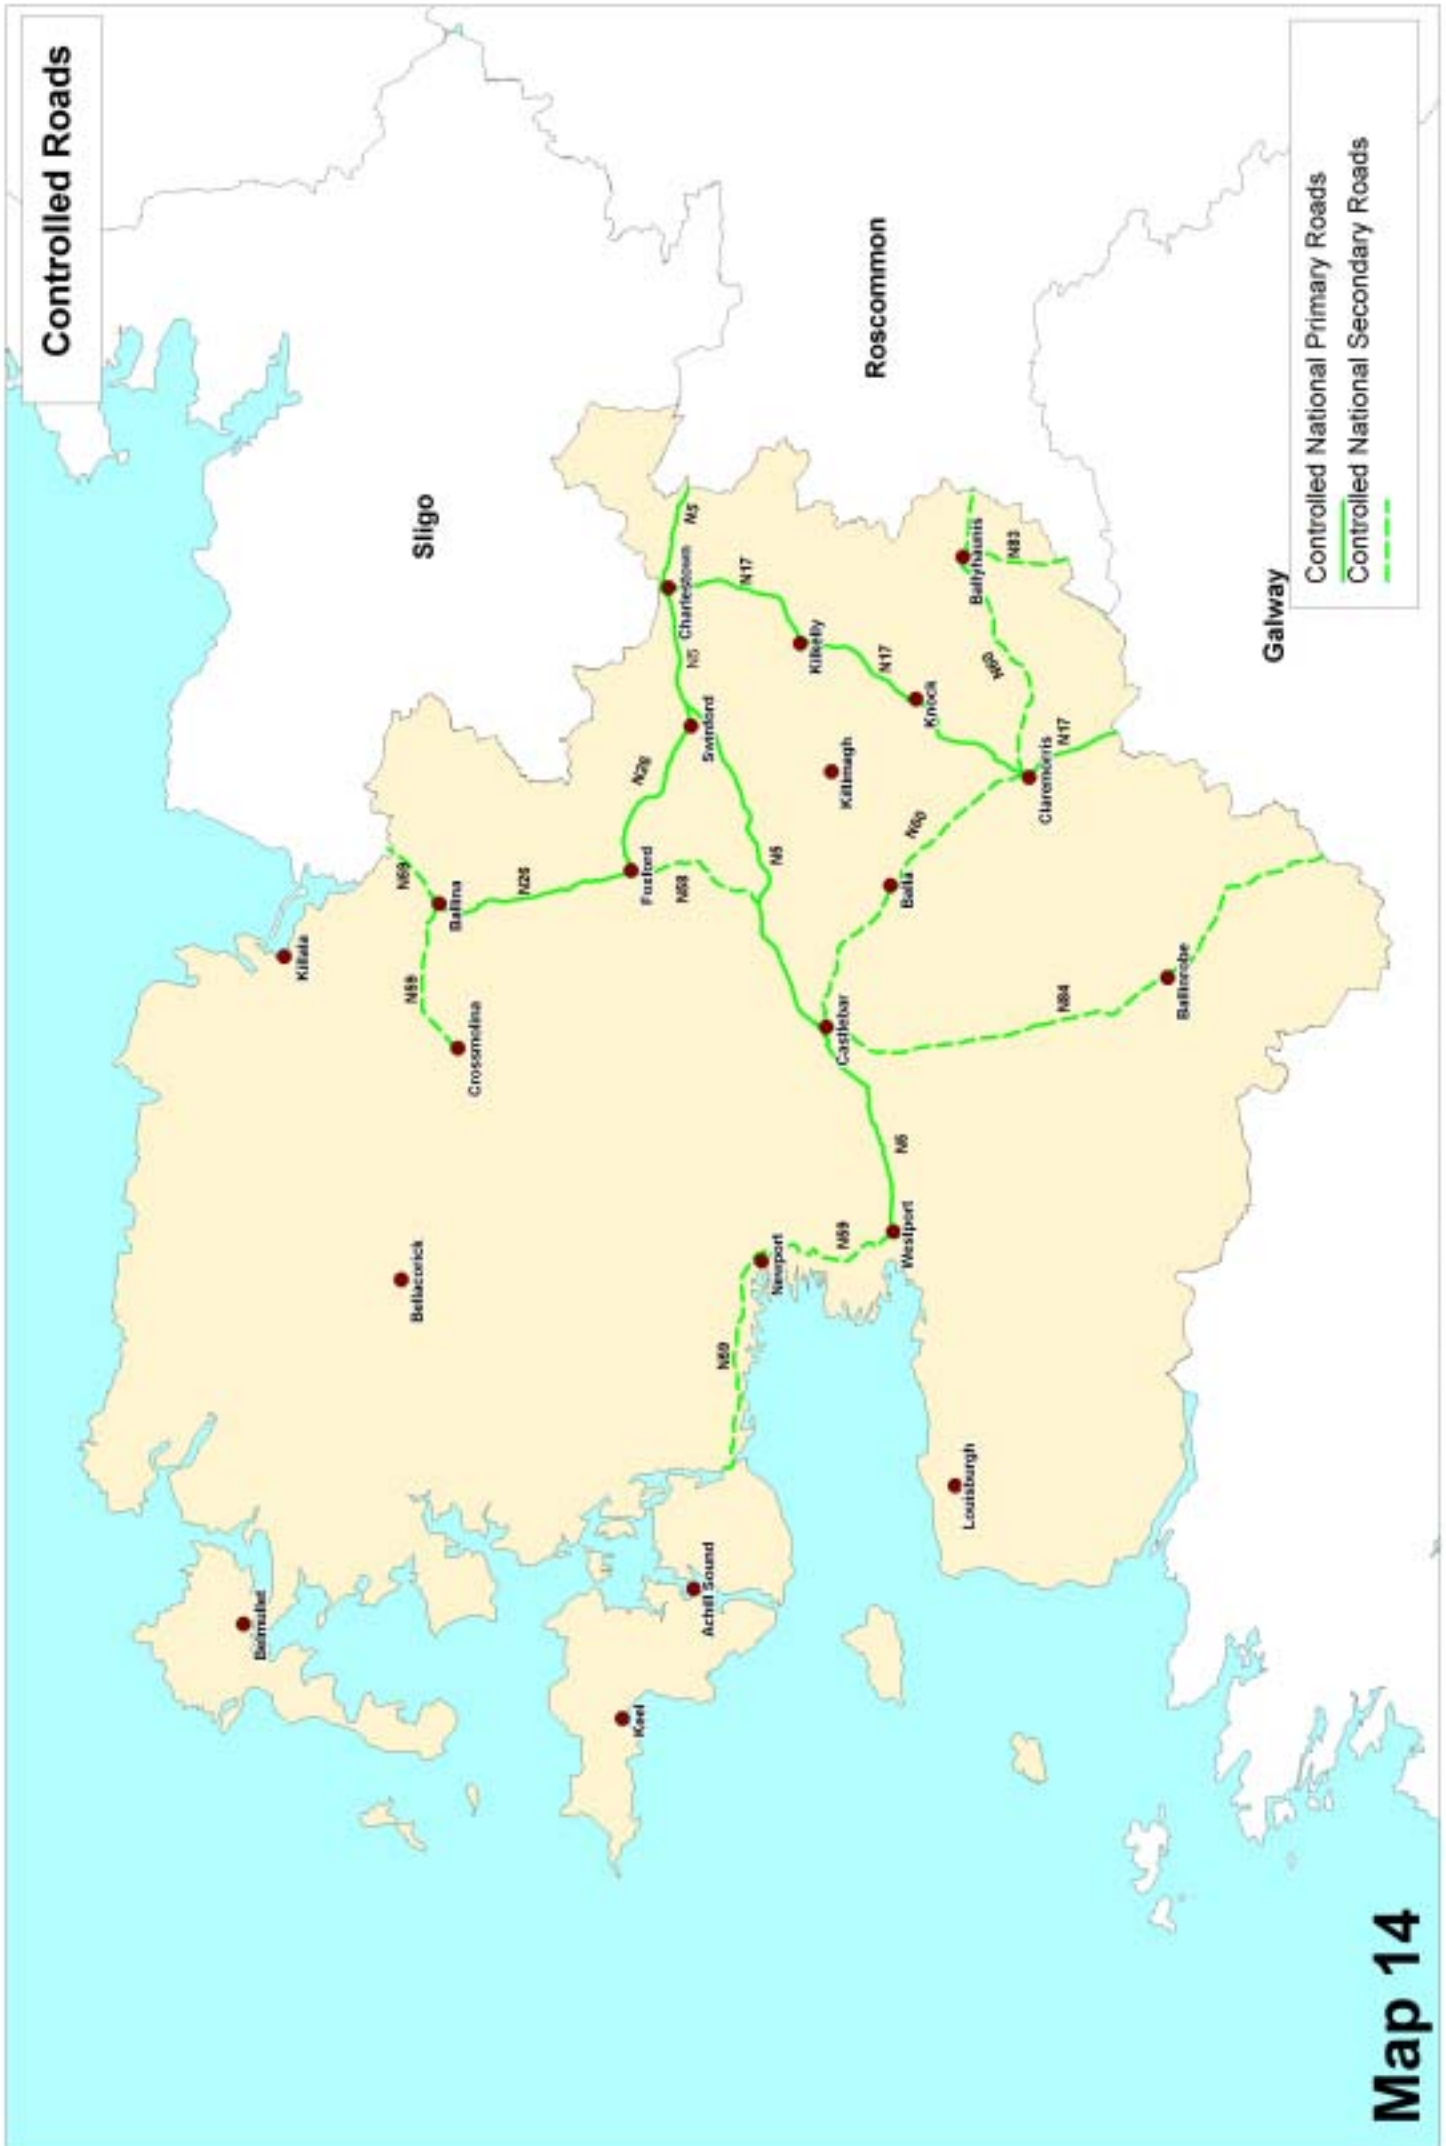 Controlled Roads
Sligo
Roscommon
Galway
Killala
N59
Ballina
N59
Crossmolina
N26
Bellacorick
Belmullet
Foxford
N26
N58
Swinford
N5
Charlestown
N5
N17
Kilkelly
N17
Knock
Kiltimagh
N5
Ballyhaunis
N83
N60
N17
Claremorris
N60
Balla
Castlebar
N84
Ballinrobe
N5
Westport
N59
Newport
N59
Achill Sound
Keel
Louisburgh
Controlled National Primary Roads
Controlled National Secondary Roads
Map 14